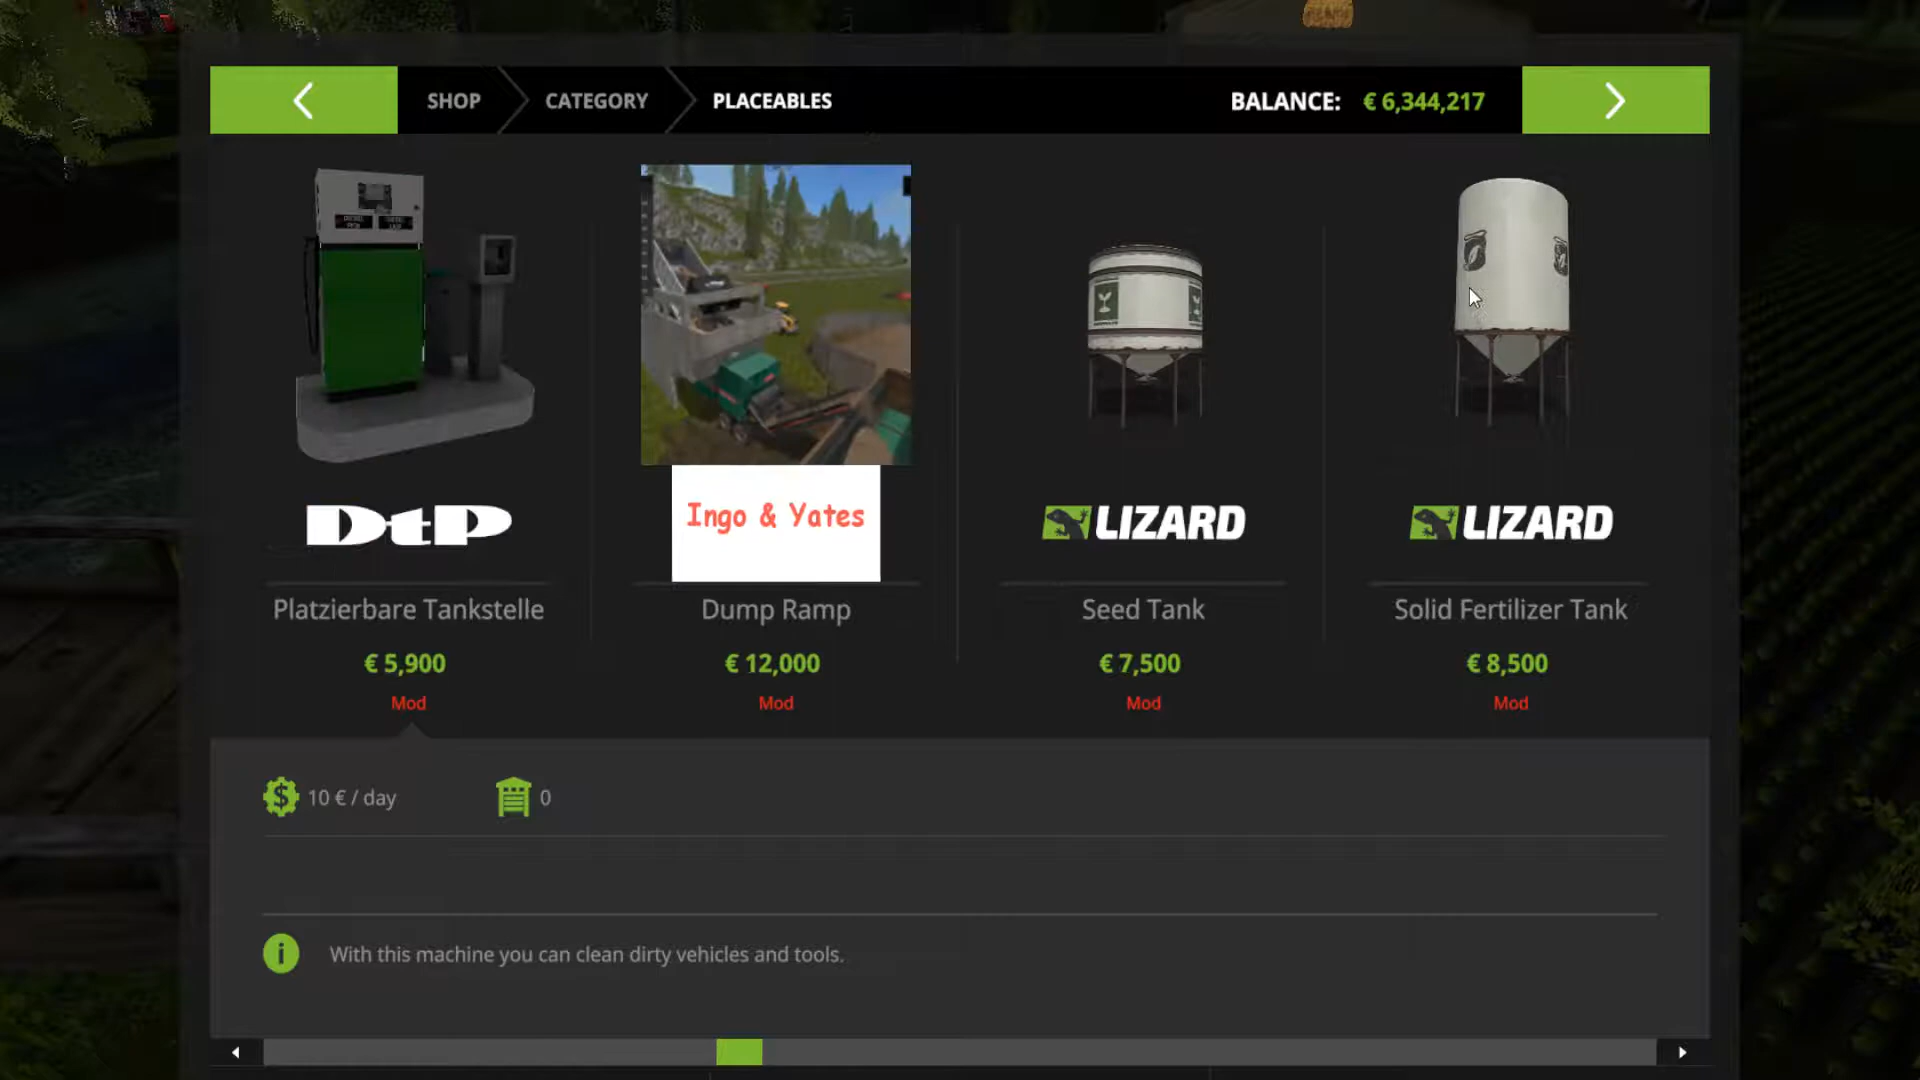 SHOP CATEGORY PLACEABLES BALANCE: € 6,344,217
DtP Ingo & Yates LIZARD LIZARD
Platzierbare Tankstelle Dump Ramp Seed Tank Solid Fertilizer Tank
€ 5,900 € 12,000 € 7,500 € 8,500
Mod Mod Mod Mod
10 € / day 0
With this machine you can clean dirty vehicles and tools.